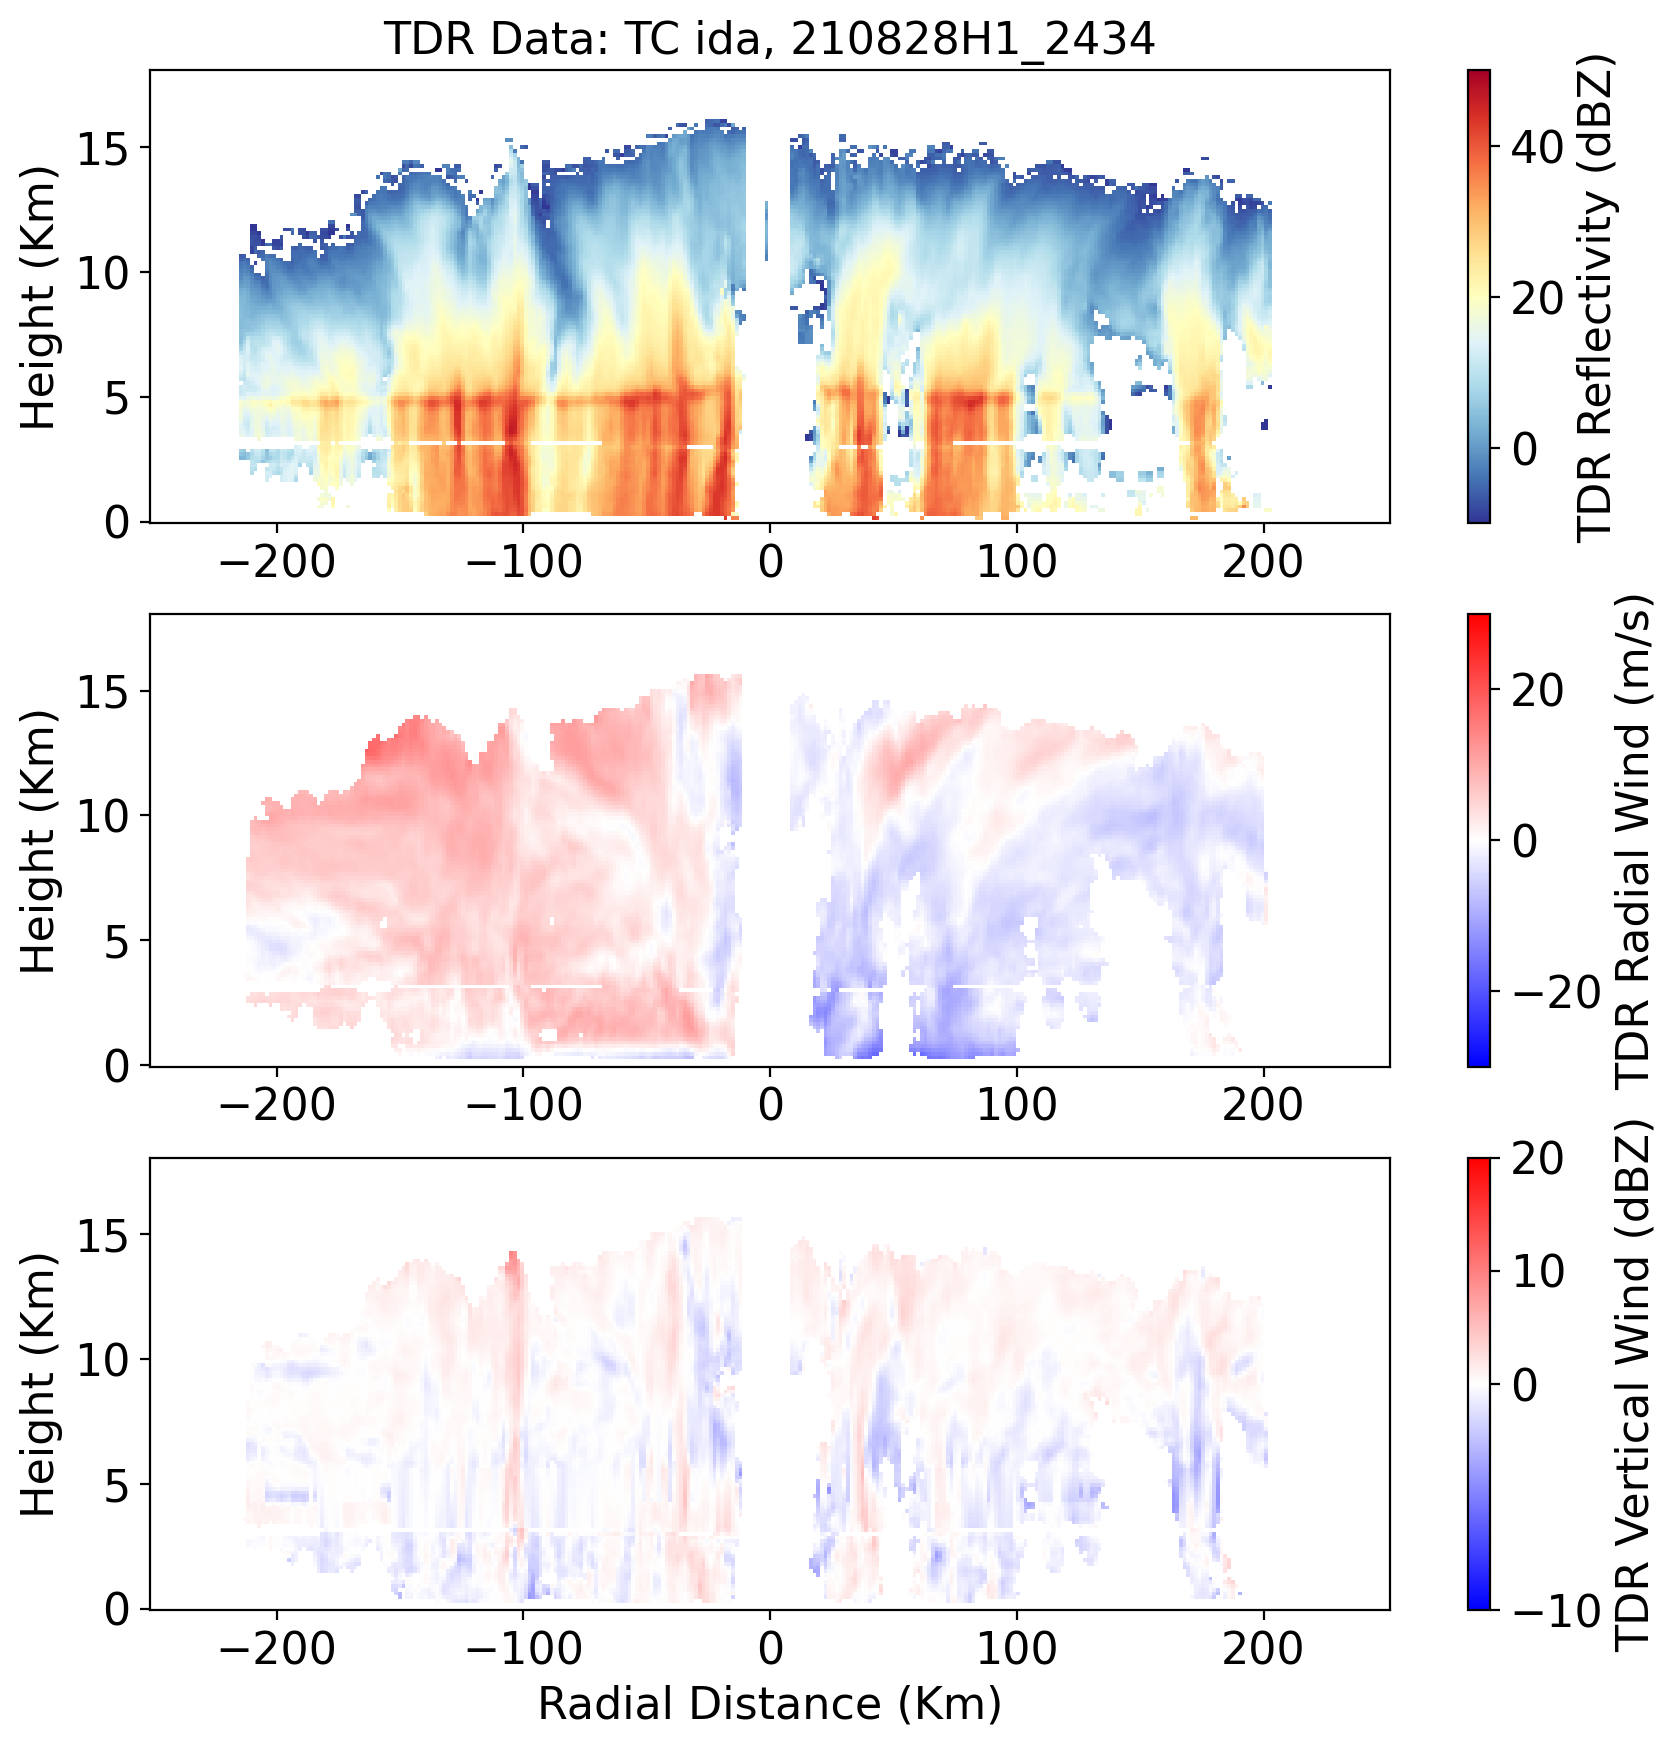 TDR Data: TC ida, 210828H1_2434
Height (Km)
15
10
5
0
−200 −100 0 100 200
40
20
0
TDR Reflectivity (dBZ)
Height (Km)
15
10
5
0
−200 −100 0 100 200
20
0
−20
TDR Radial Wind (m/s)
Height (Km)
15
10
5
0
−200 −100 0 100 200
Radial Distance (Km)
20
10
0
−10
TDR Vertical Wind (dBZ)